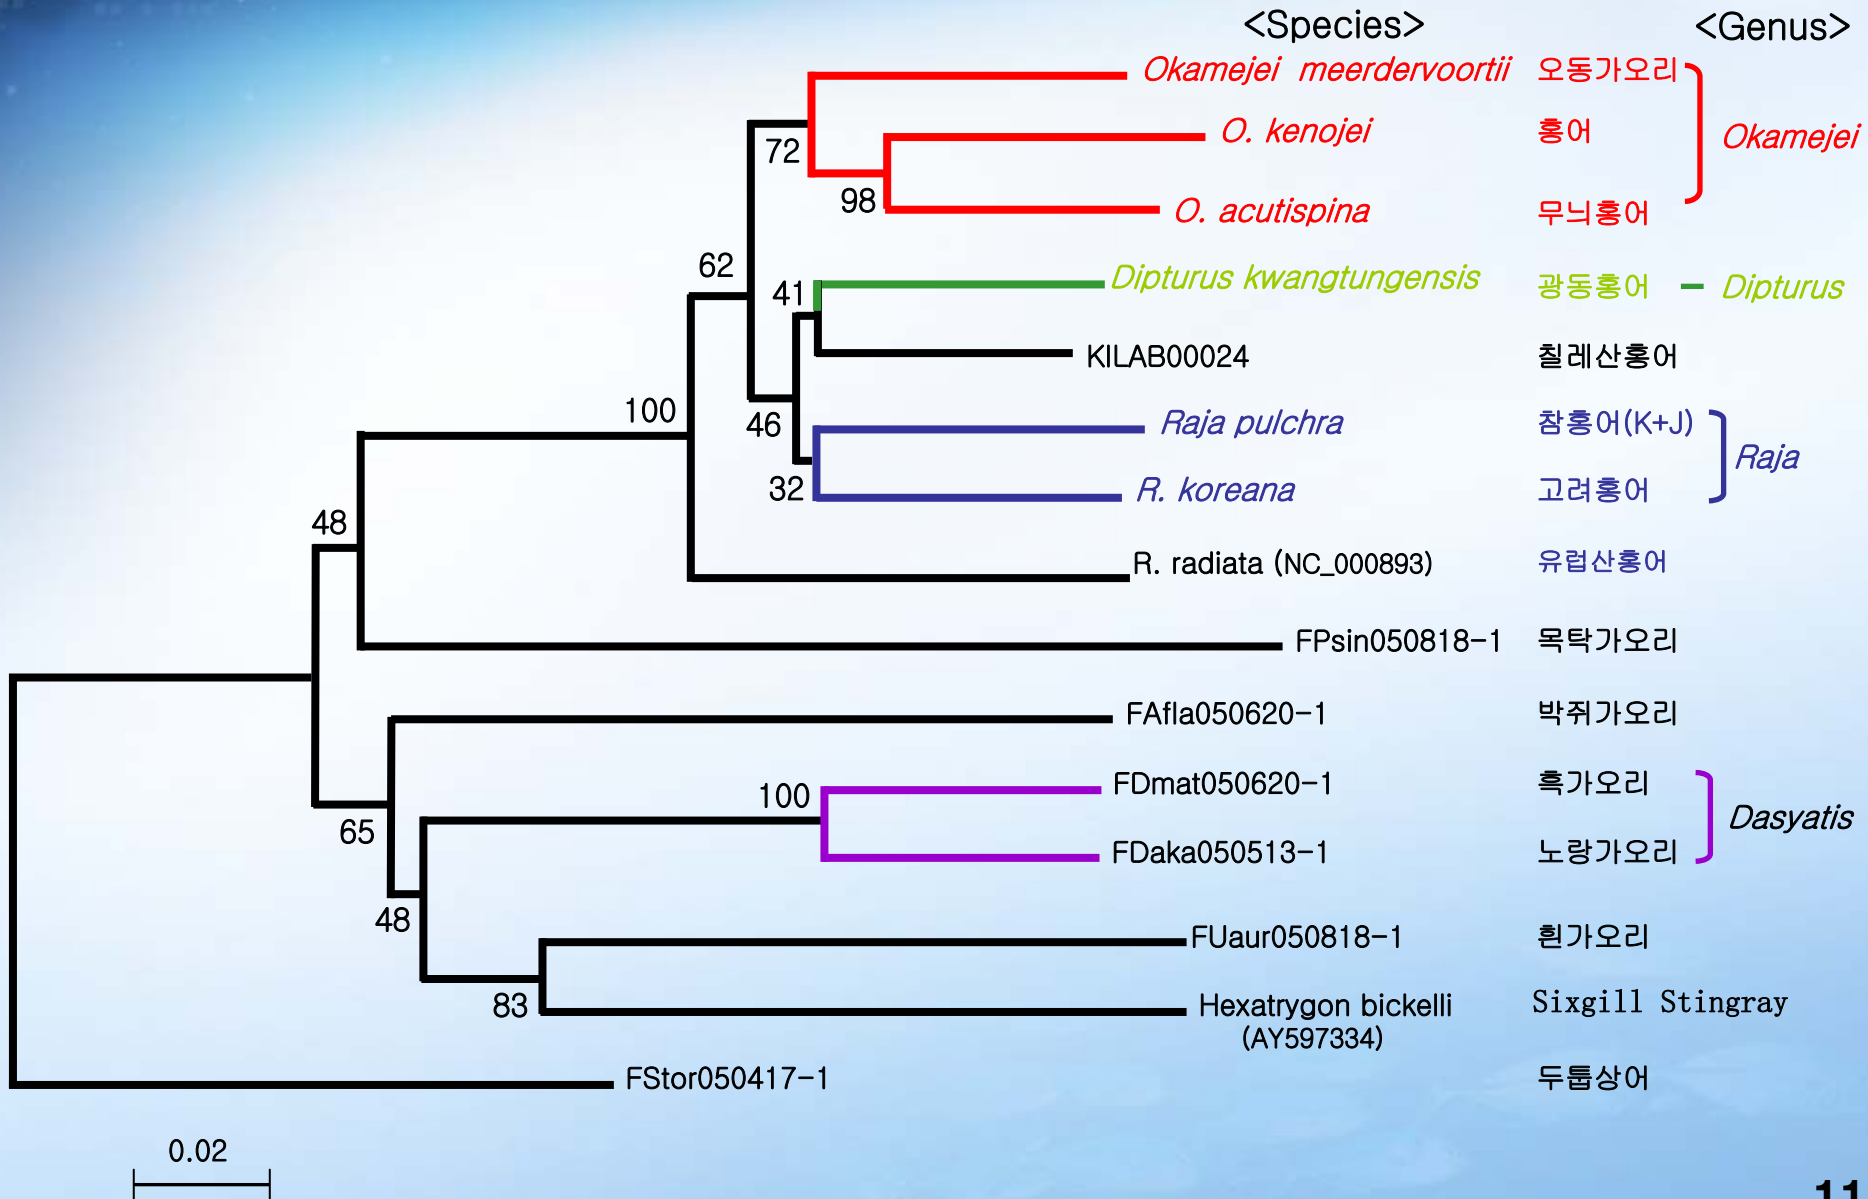 <Species> <Genus>
Okamejei meerdervoortii 오동가오리
72 O. kenojei 홍어 Okamejei
98 O. acutispina 무늬홍어
62
41 Dipturus kwangtungensis 광동홍어 Dipturus
KILAB00024 칠레산홍어
100
46 Raja pulchra 참홍어(K+J) Raja
32 R. koreana 고려홍어
48
R. radiata (NC_000893) 유럽산홍어
FPsin050818-1 목탁가오리
FAfla050620-1 박쥐가오리
100 FDmat050620-1 흑가오리
65 Dasyatis
FDaka050513-1 노랑가오리
48
FUaur050818-1 흰가오리
83 Hexatrygon bickelli Sixgill Stingray
(AY597334)
FStor050417-1 두툽상어
0.02
11